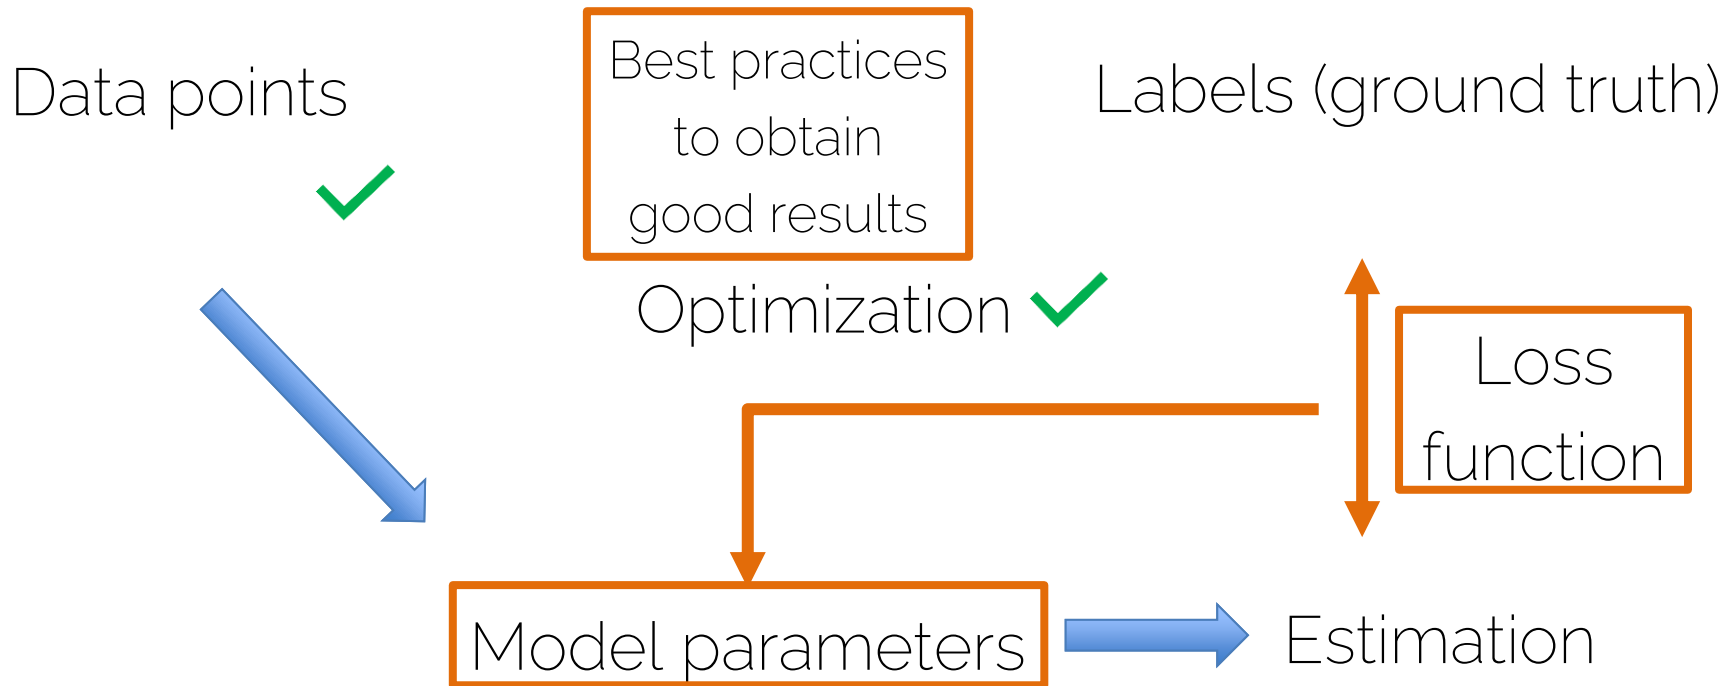 Data points
Best practices
to obtain
good results
Labels (ground truth)
Optimization
Loss
function
Model parameters
Estimation